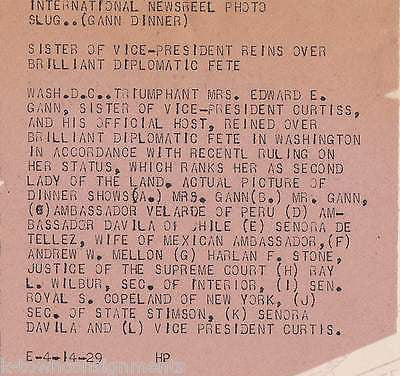 INTERNATIONAL NEWSREEL PHOTO
SLUG..(GANN DINNER)
SISTER OF VICE-PRESIDENT REINS OVER
BRILLIANT DIPLOMATIC FETE
WASH.D.C..TRIUMPHANT MRS. EDWARD E.
GANN, SISTER OF VICE-PRESIDENT CURTISS,
AND HIS OFFICIAL HOST, REINED OVER
BRILLIANT DIPLOMATIC FETE IN WASHINGTON
IN ACCORDANCE WITH RECENTL RULING ON
HER STATUS, WHICH RANKS HER AS SECOND
LADY OF THE LAND. ACTUAL PICTURE OF
DINNER SHOWS(A.) MRS. GANN(B.) MR. GANN,
(C)AMBASSADOR VELARDE OF PERU (D) AM-
BASSADOR DAVILA OF CHILE (E) SENORA DE
TELLEZ, WIFE OF MEXICAN AMBASSADOR,(F)
ANDREW W. MELLON (G) HARLAN F. STONE,
JUSTICE OF THE SUPREME COURT (H) RAY
L. WILBUR, SEC. OF INTERIOR, (I) SEN.
ROYAL S. COPELAND OF NEW YORK, (J)
SEC. OF STATE STIMSON, (K) SENORA
DAVILA AND (L) VICE PRESIDENT CURTIS.
E-4-14-29 HP
k-townconsignments